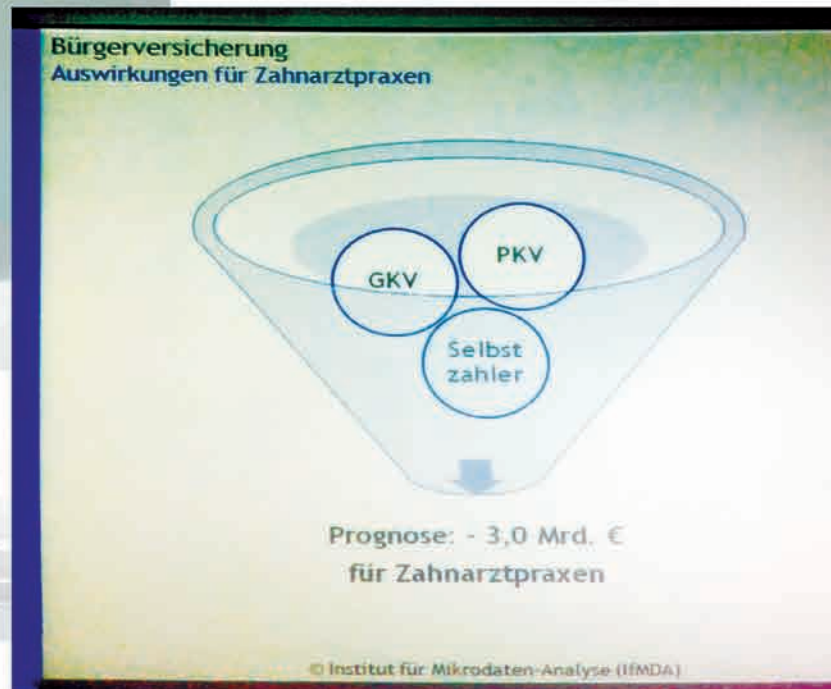 Bürgerversicherung
Auswirkungen für Zahnarztpraxen
GKV
PKV
Selbst
zahler
Prognose: - 3,0 Mrd. €
für Zahnarztpraxen
© Institut für Mikrodaten-Analyse (IfMDA)